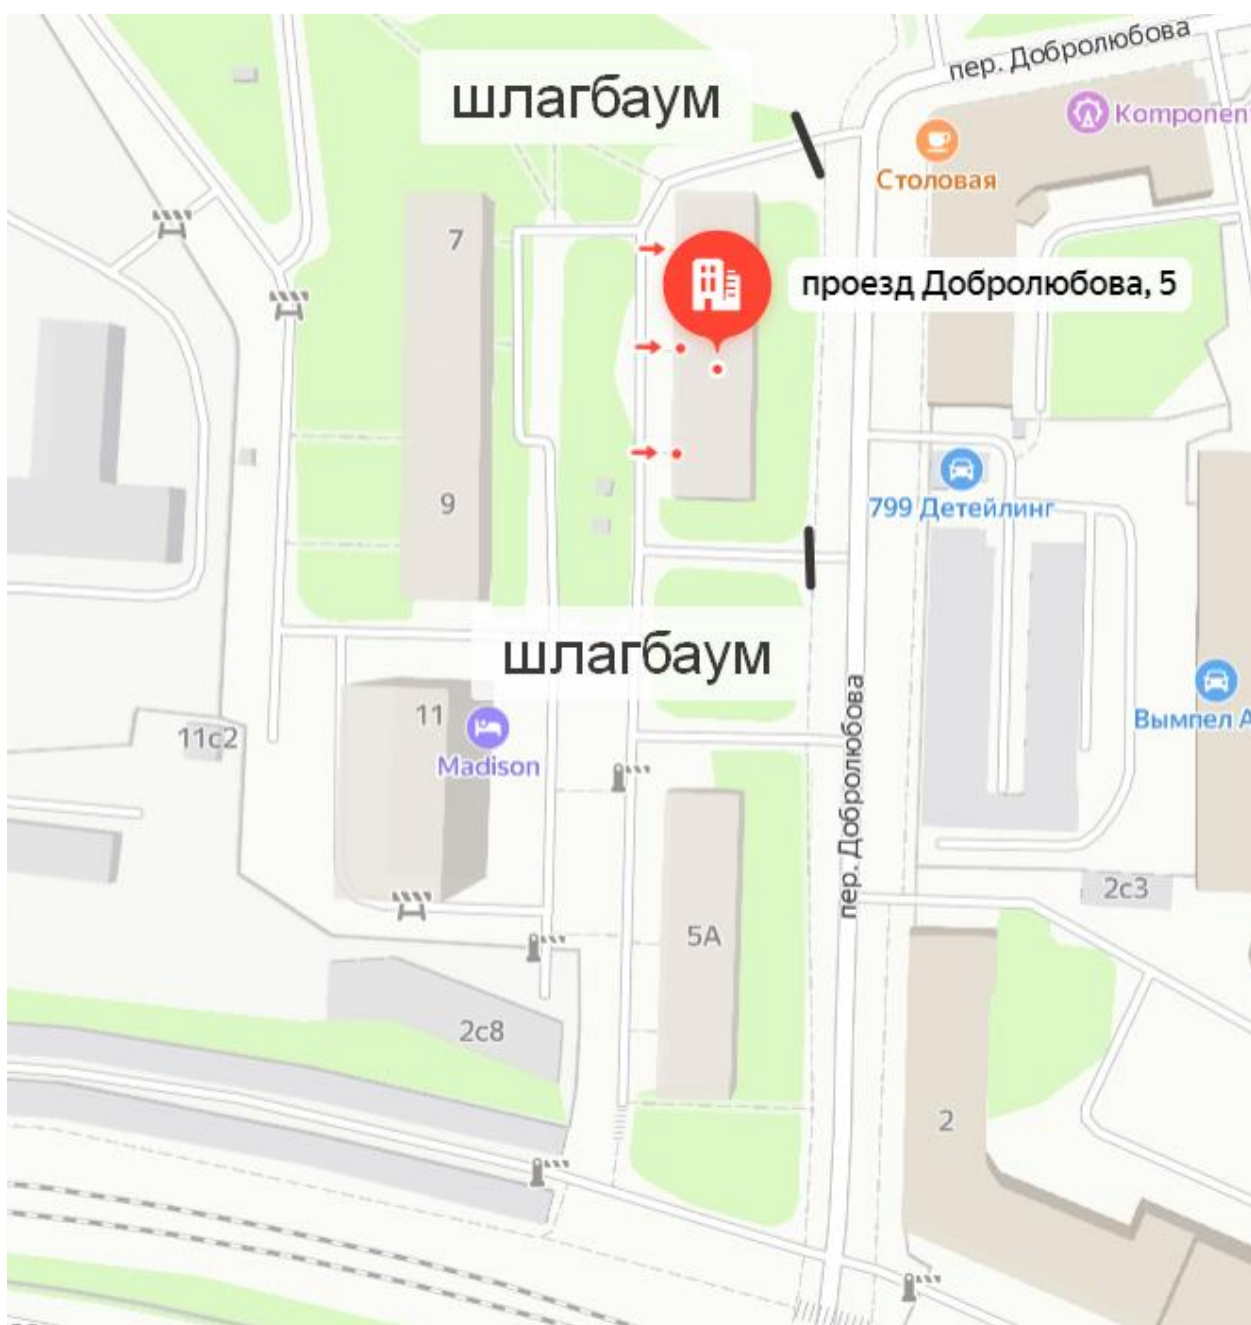 пер. Добролюбова
шлагбаум
Komponen
Столовая
7
проезд Добролюбова, 5
9
799 Детейлинг
шлагбаум
пер. Добролюбова
11
11с2
Madison
Вымпел А
2с3
5А
2с8
2